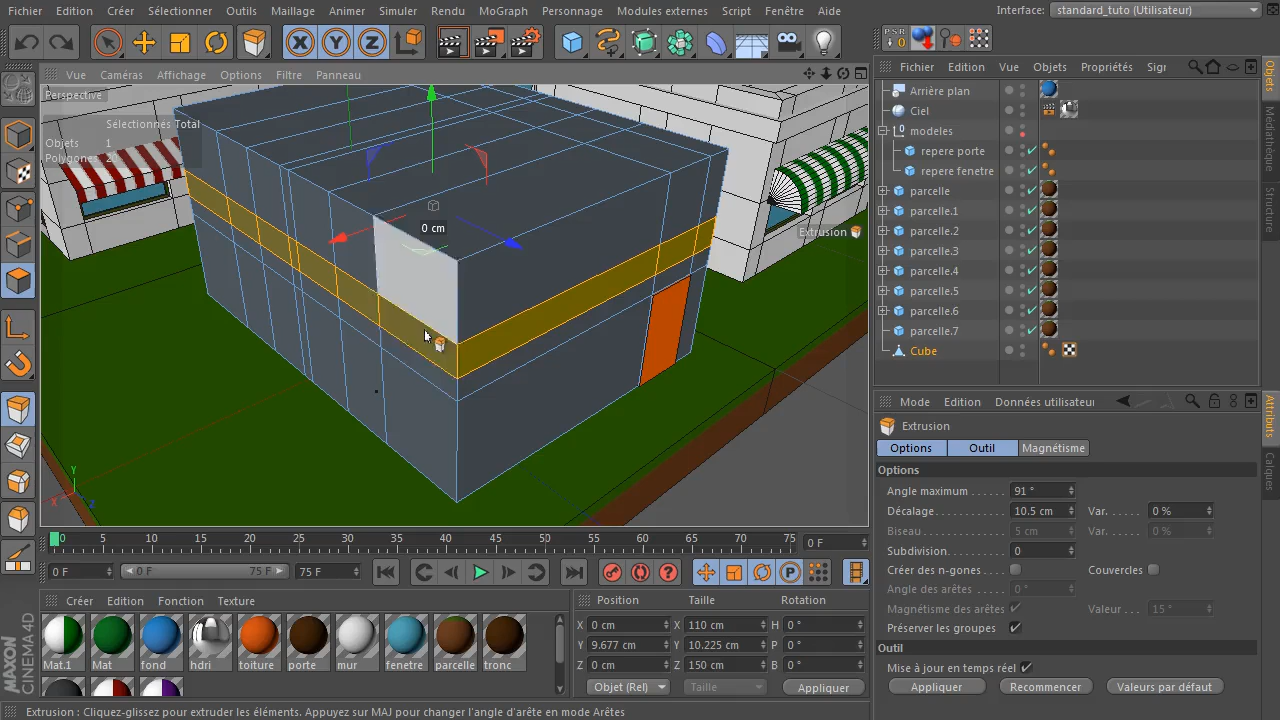 Fichier Edition Créer Sélectionner Outils Maillage Animer Simuler Rendu MoGraph Personnage Modules externes Script Fenêtre Aide Interface: standard_tuto (Utilisateur)
X Y Z PSR 0
Vue Caméras Affichage Options Filtre Panneau
Fichier Edition Vue Objets Propriétés Sigr
Perspective
Sélectionnés Total
Objets 1
Polygones 20
0 cm
Extrusion
Arrière plan
Ciel
modeles
repere porte
repere fenetre
parcelle
parcelle.1
parcelle.2
parcelle.3
parcelle.4
parcelle.5
parcelle.6
parcelle.7
Cube
Objets
Médiathèque
Structure
Mode Edition Données utilisateur
Extrusion
Options Outil Magnétisme
Options
Angle maximum 91 °
Décalage 10.5 cm Var. 0 %
Biseau 5 cm Var. 0 %
Subdivision 0
Créer des n-gones Couvercles
Angle des arêtes 0 °
Magnétisme des arêtes Valeur 15 °
Préserver les groupes
Outil
Mise à jour en temps réel
Appliquer Recommencer Valeurs par défaut
Attributs
Calques
Y
X Z
0 5 10 15 20 25 30 35 40 45 50 55 60 65 70 75 0 F
0 F 0 F 75 F 75 F
Créer Edition Fonction Texture
Mat.1 Mat fond hdri toiture porte mur fenetre parcelle tronc
Position Taille Rotation
X 0 cm X 110 cm H 0 °
Y 9.677 cm Y 10.225 cm P 0 °
Z 0 cm Z 150 cm B 0 °
Objet (Rel) Taille Appliquer
MAXON
CINEMA 4D
Extrusion : Cliquez-glissez pour extruder les éléments. Appuyez sur MAJ pour changer l'angle d'arête en mode Arêtes